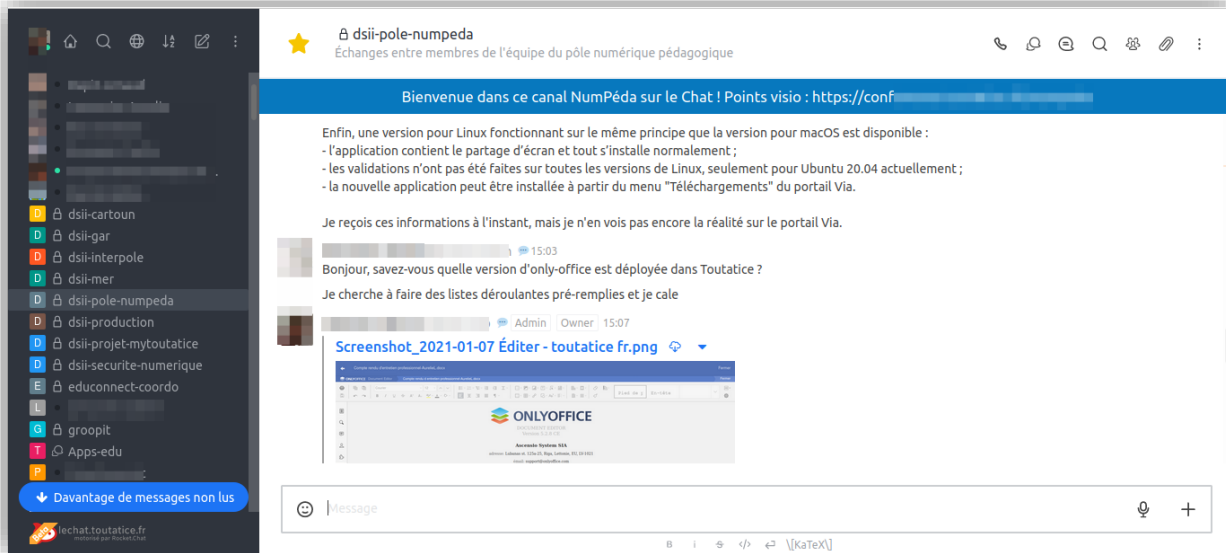 dsii-pole-numpeda
Échanges entre membres de l'équipe du pôle numérique pédagogique
Bienvenue dans ce canal NumPéda sur le Chat ! Points visio : https://conf
dsii-cartoun
dsii-gar
dsii-interpole
dsii-mer
dsii-pole-numpeda
dsii-production
dsii-projet-mytoutatice
dsii-securite-numerique
educonnect-coordo
groopit
Apps-edu
Davantage de messages non lus
lechat.toutatice.fr
motorisé par Rocket.Chat
Enfin, une version pour Linux fonctionnant sur le même principe que la version pour macOS est disponible :
- l'application contient le partage d'écran et tout s'installe normalement ;
- les validations n'ont pas été faites sur toutes les versions de Linux, seulement pour Ubuntu 20.04 actuellement ;
- la nouvelle application peut être installée à partir du menu "Téléchargements" du portail Via.
Je reçois ces informations à l'instant, mais je n'en vois pas encore la réalité sur le portail Via.
15:03
Bonjour, savez-vous quelle version d'only-office est déployée dans Toutatice ?
Je cherche à faire des listes déroulantes pré-remplies et je cale
Admin Owner 15:07
Screenshot_2021-01-07 Éditer - toutatice fr.png
ONLYOFFICE
DOCUMENT EDITOR
Ascensio System SIA
Message
B i S </> \[KaTeX\]